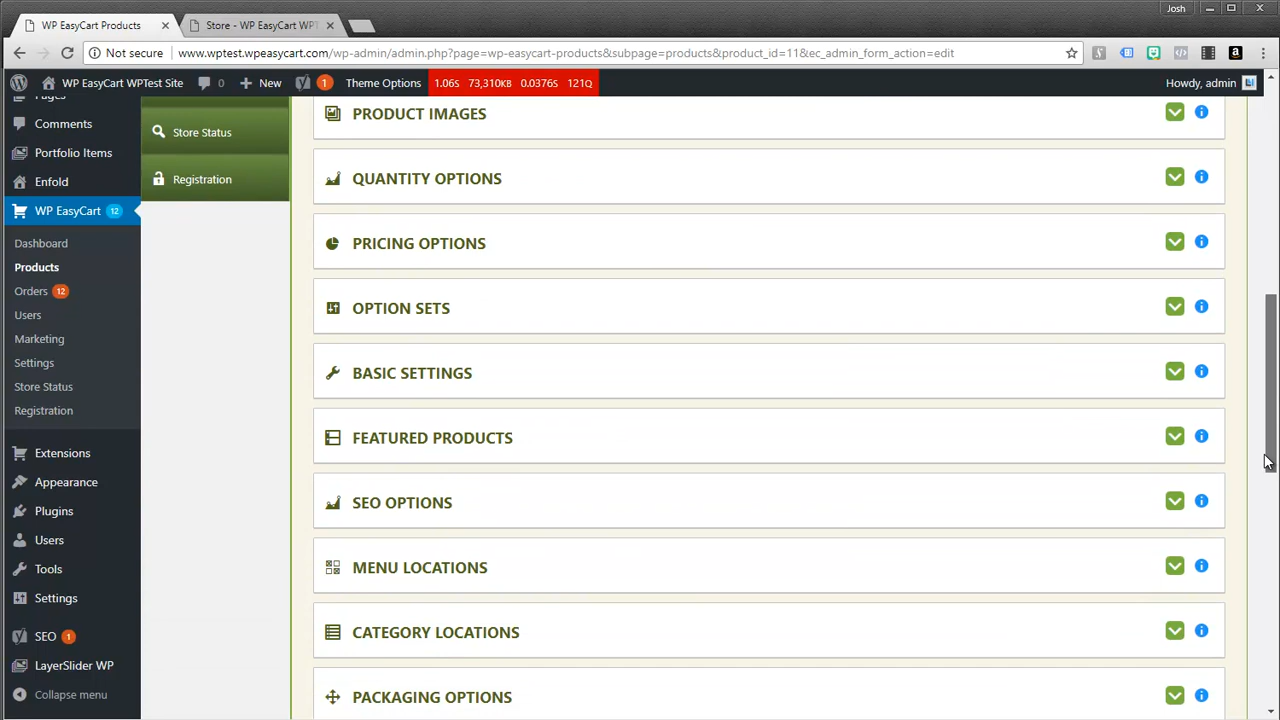 Josh
WP EasyCart Products
Store - WP EasyCart WPT
Not secure
www.wptest.wpeasycart.com/wp-admin/admin.php?page=wp-easycart-products&subpage=products&product_id=11&ec_admin_form_action=edit
WP EasyCart WPTest Site
0
New
1
Theme Options
1.06s 73,310KB 0.0376s 121Q
Howdy, admin
Pages
Comments
Portfolio Items
Enfold
WP EasyCart 12
Dashboard
Products
Orders 12
Users
Marketing
Settings
Store Status
Registration
Extensions
Appearance
Plugins
Users
Tools
Settings
SEO 1
LayerSlider WP
Collapse menu
Store Status
Registration
PRODUCT IMAGES
QUANTITY OPTIONS
PRICING OPTIONS
OPTION SETS
BASIC SETTINGS
FEATURED PRODUCTS
SEO OPTIONS
MENU LOCATIONS
CATEGORY LOCATIONS
PACKAGING OPTIONS